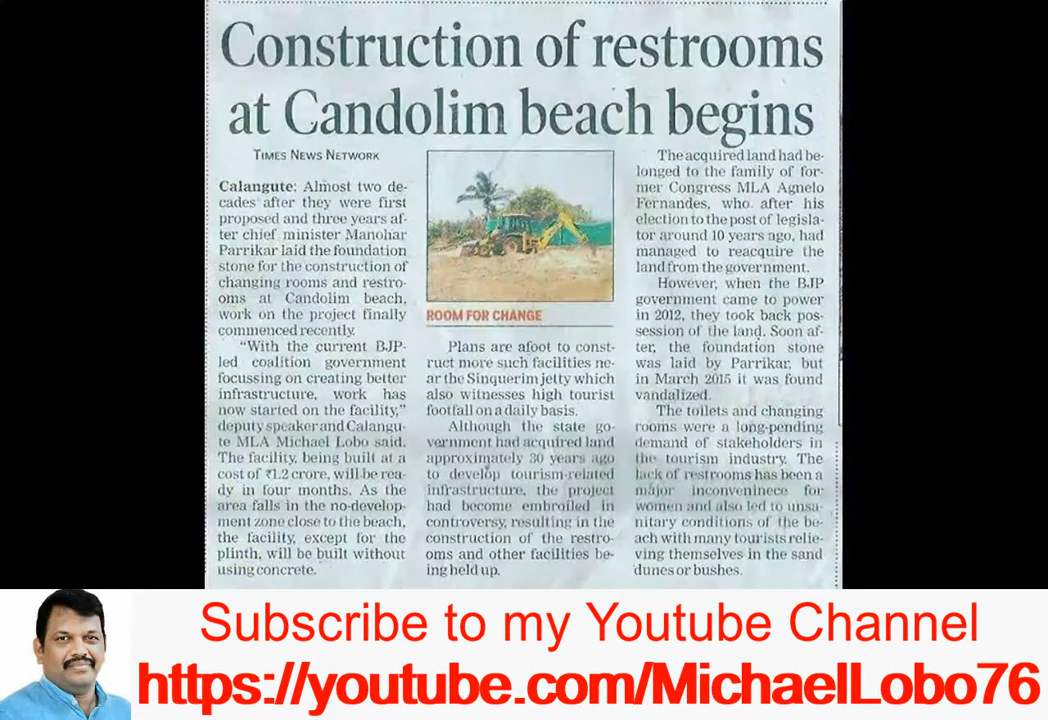 Construction of restrooms
at Candolim beach begins
TIMES NEWS NETWORK
Calangute: Almost two de-
cades after they were first
proposed and three years af-
ter chief minister Manohar
Parrikar laid the foundation
stone for the construction of
changing rooms and restro-
oms at Candolim beach,
work on the project finally
commenced recently.
"With the current BJP-
led coalition government
focussing on creating better
infrastructure, work has
now started on the facility,"
deputy speaker and Calangu-
te MLA Michael Lobo said.
The facility, being built at a
cost of ₹1.2 crore, will be rea-
dy in four months. As the
area falls in the no-develop-
ment zone close to the beach,
the facility, except for the
plinth, will be built without
using concrete.
ROOM FOR CHANGE
Plans are afoot to const-
ruct more such facilities ne-
ar the Sinquerim jetty which
also witnesses high tourist
footfall on a daily basis.
Although the state go-
vernment had acquired land
approximately 30 years ago
to develop tourism-related
infrastructure, the project
had become embroiled in
controversy, resulting in the
construction of the restro-
oms and other facilities be-
ing held up.
The acquired land had be-
longed to the family of for-
mer Congress MLA Agnelo
Fernandes, who after his
election to the post of legisla-
tor around 10 years ago, had
managed to reacquire the
land from the government.
However, when the BJP
government came to power
in 2012, they took back pos-
session of the land. Soon af-
ter, the foundation stone
was laid by Parrikar, but
in March 2015 it was found
vandalized.
The toilets and changing
rooms were a long-pending
demand of stakeholders in
the tourism industry. The
lack of restrooms has been a
major inconveninece for
women and also led to unsa-
nitary conditions of the be-
ach with many tourists relie-
ving themselves in the sand
dunes or bushes.
Subscribe to my Youtube Channel
https://youtube.com/MichaelLobo76